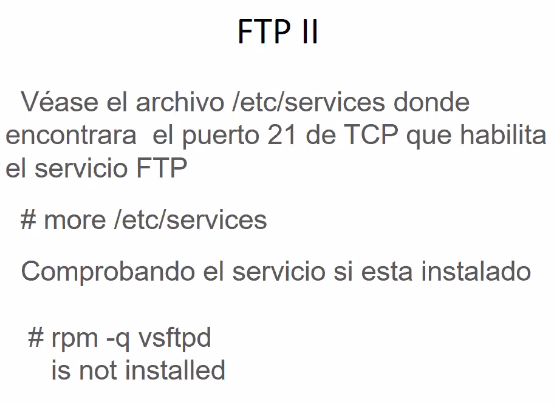 FTP II
Véase el archivo /etc/services donde
encontrara el puerto 21 de TCP que habilita
el servicio FTP
# more /etc/services
Comprobando el servicio si esta instalado
# rpm -q vsftpd
is not installed